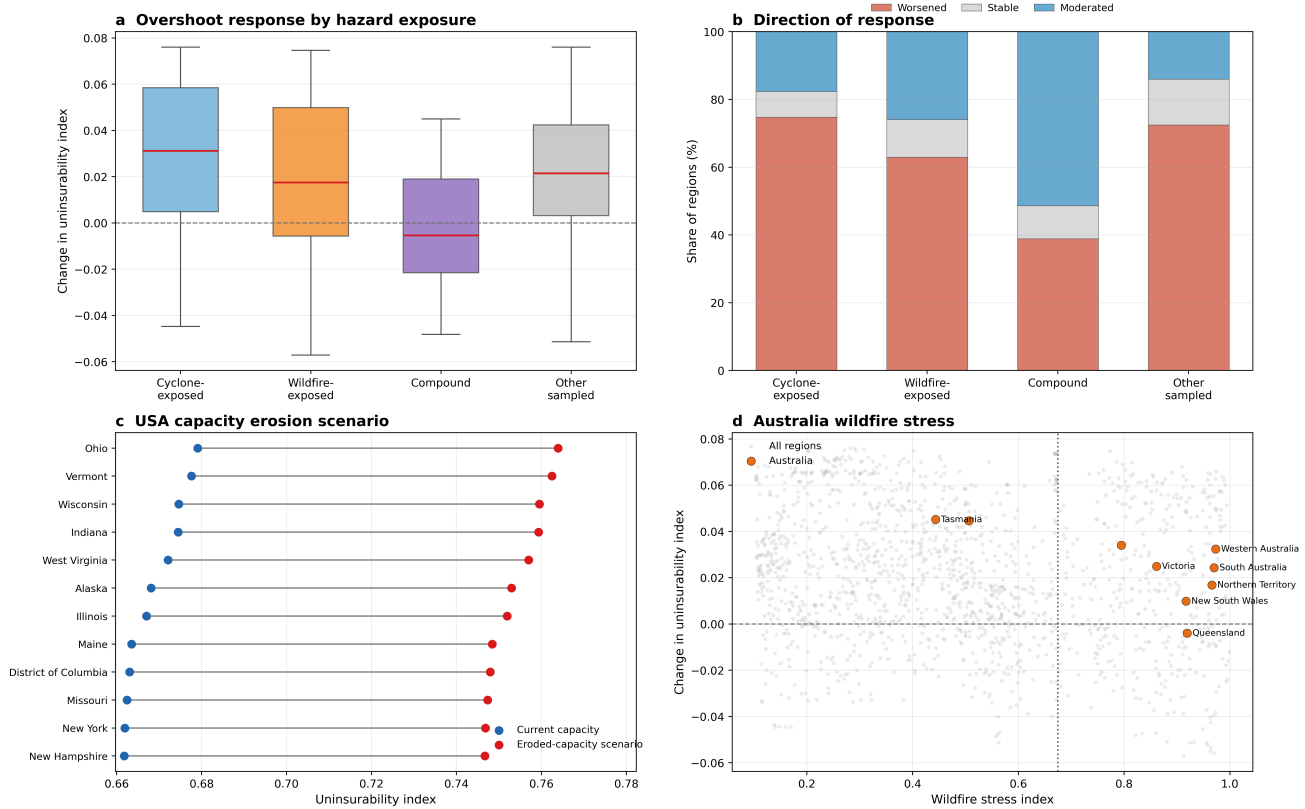 a Overshoot response by hazard exposure
Change in uninsurability index
0.08
0.06
0.04
0.02
0.00
−0.02
−0.04
−0.06
Cyclone-
exposed
Wildfire-
exposed
Compound
Other
sampled
Worsened Stable Moderated
b Direction of response
Share of regions (%)
100
80
60
40
20
0
Cyclone-
exposed
Wildfire-
exposed
Compound
Other
sampled
c USA capacity erosion scenario
Ohio
Vermont
Wisconsin
Indiana
West Virginia
Alaska
Illinois
Maine
District of Columbia
Missouri
New York
New Hampshire
Current capacity
Eroded-capacity scenario
0.66 0.68 0.70 0.72 0.74 0.76 0.78
Uninsurability index
d Australia wildfire stress
Change in uninsurability index
0.08
0.06
0.04
0.02
0.00
−0.02
−0.04
−0.06
All regions
Australia
Tasmania
Western Australia
Victoria
South Australia
Northern Territory
New South Wales
Queensland
0.2 0.4 0.6 0.8 1.0
Wildfire stress index